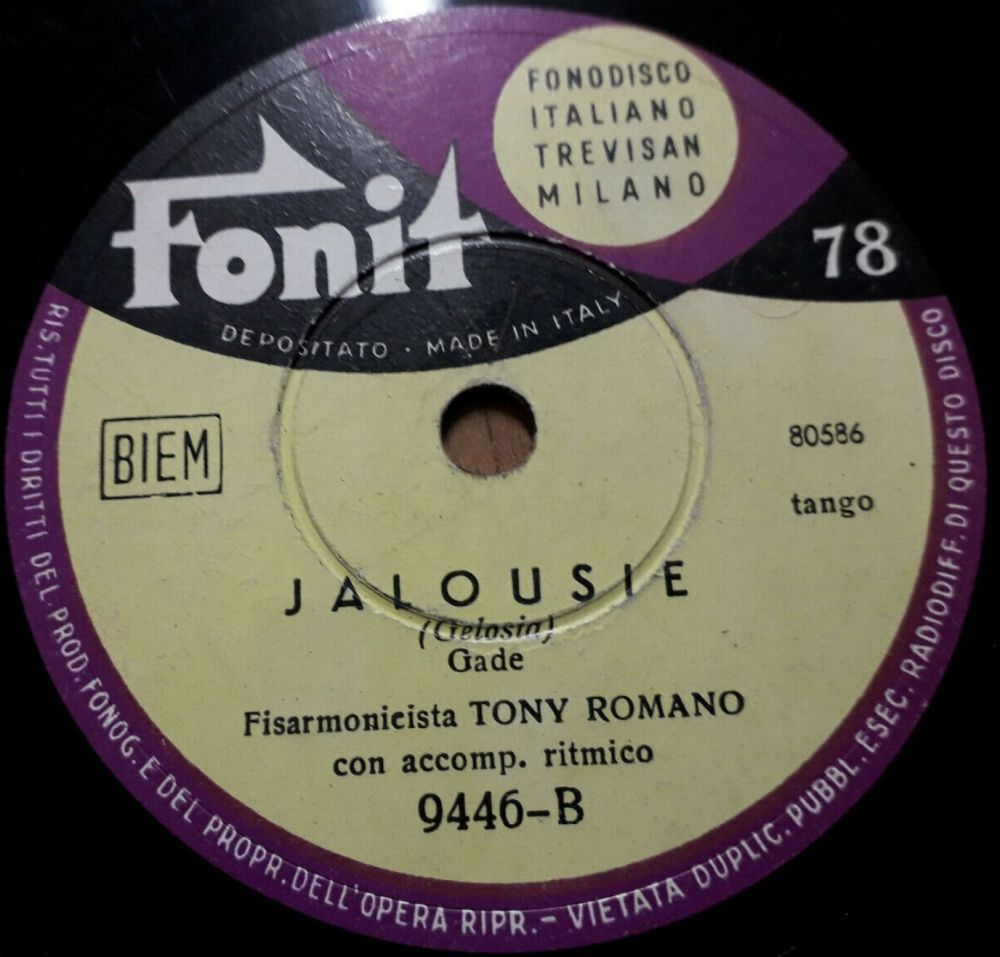 FONODISCO
ITALIANO
TREVISAN
MILANO
Fonit
78
DEPOSITATO · MADE IN ITALY
BIEM
80586
tango
JALOUSIE
(Gelosia)
Gade
Fisarmonicista TONY ROMANO
con accomp. ritmico
9446-B
RIS. TUTTI I DIRITTI DEL PROD. FONOG. E DEL PROPR. DELL'OPERA RIPR. - VIETATA DUPLIC. PUBBL. ESEC. RADIODIFF. DI QUESTO DISCO